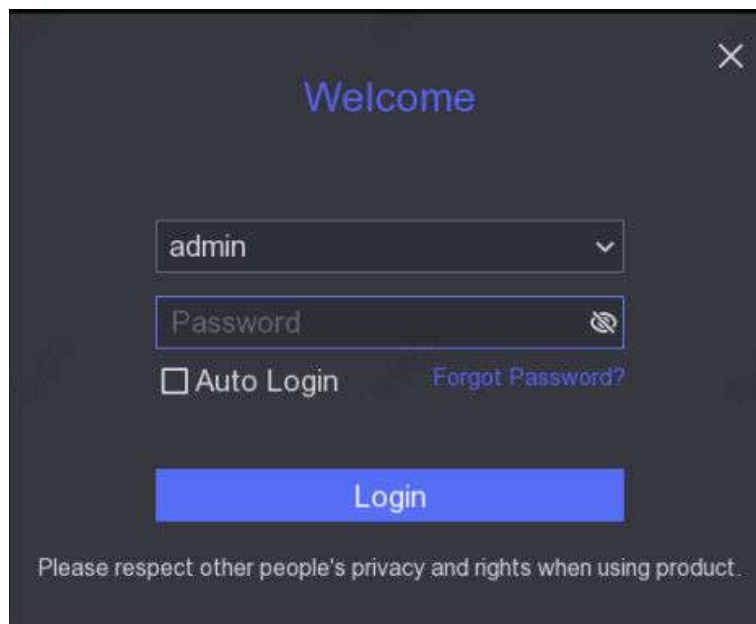 Welcome
admin
Password
Auto Login Forgot Password?
Login
Please respect other people's privacy and rights when using product.